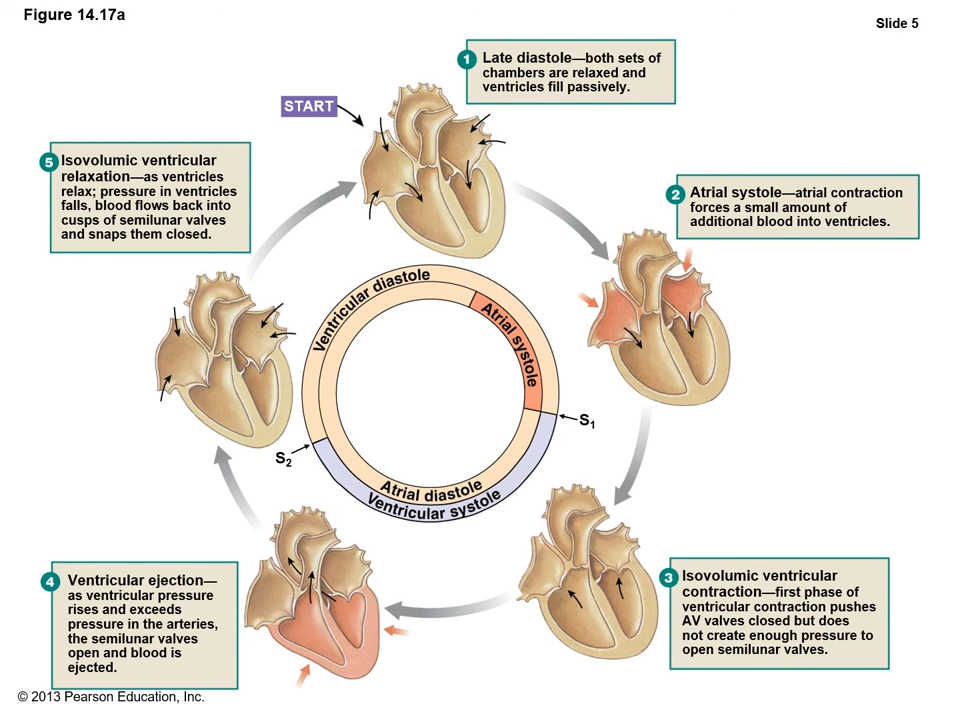 Figure 14.17a
Slide 5
1
Late diastole—both sets of
chambers are relaxed and
ventricles fill passively.
START
5
Isovolumic ventricular
relaxation—as ventricles
relax; pressure in ventricles
falls, blood flows back into
cusps of semilunar valves
and snaps them closed.
2
Atrial systole—atrial contraction
forces a small amount of
additional blood into ventricles.
Ventricular diastole
Atrial systole
S1
S2
Atrial diastole
Ventricular systole
4
Ventricular ejection—
as ventricular pressure
rises and exceeds
pressure in the arteries,
the semilunar valves
open and blood is
ejected.
3
Isovolumic ventricular
contraction—first phase of
ventricular contraction pushes
AV valves closed but does
not create enough pressure to
open semilunar valves.
© 2013 Pearson Education, Inc.